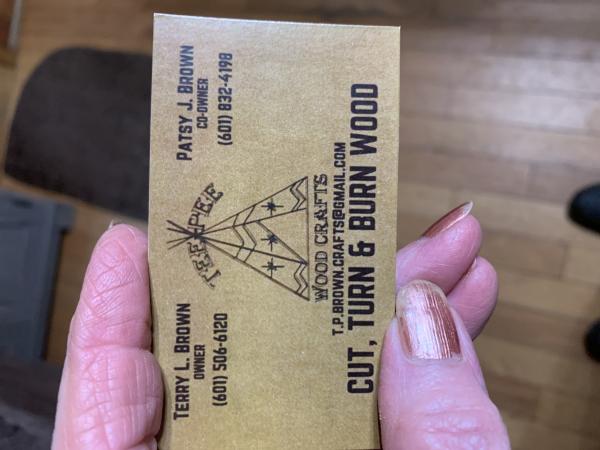 TERRY L. BROWN
OWNER
(601) 506-6120
PATSY J. BROWN
CO-OWNER
(601) 832-4198
WOOD CRAFTS
T.P.BROWN.CRAFTS@GMAIL.COM
CUT, TURN & BURN WOOD